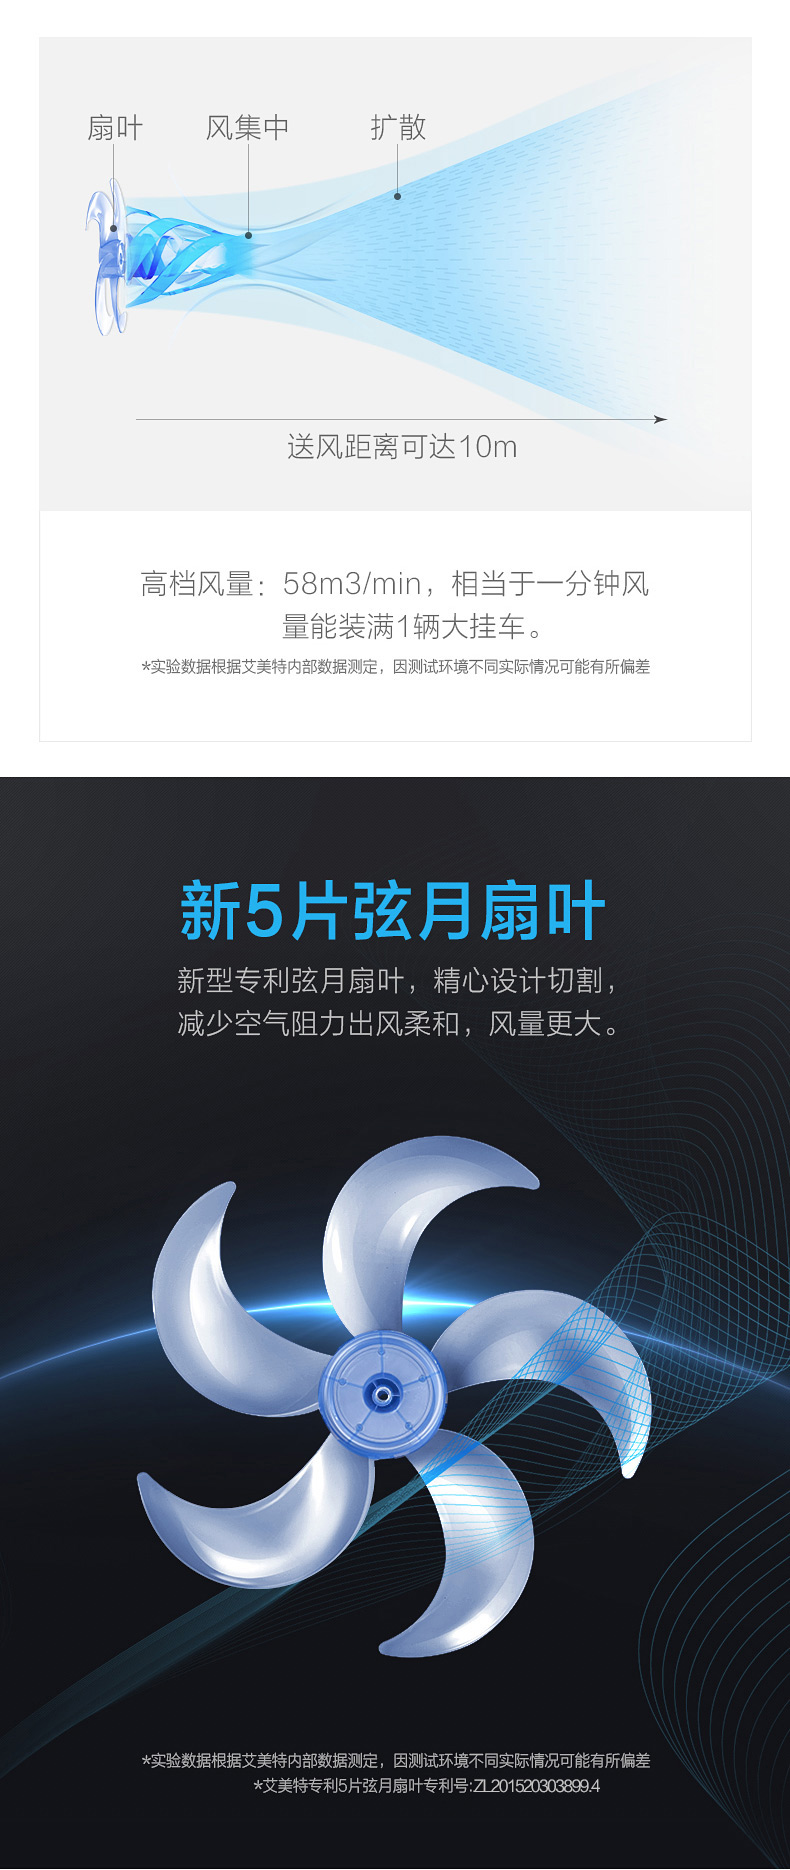 扇叶 风集中 扩散
送风距离可达10m
高档风量：58m3/min，相当于一分钟风
量能装满1辆大挂车。
*实验数据根据艾美特内部数据测定，因测试环境不同实际情况可能有所偏差
新5片弦月扇叶
新型专利弦月扇叶，精心设计切割，
减少空气阻力出风柔和，风量更大。
*实验数据根据艾美特内部数据测定，因测试环境不同实际情况可能有所偏差
*艾美特专利5片弦月扇叶专利号:ZL201520303899.4